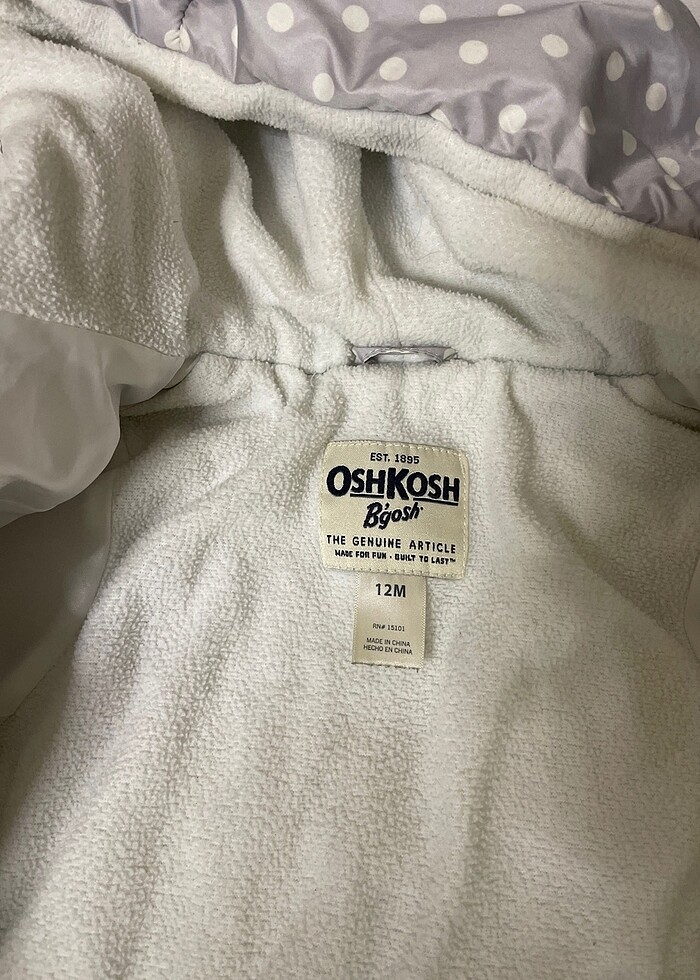 EST. 1895
OSHKOSH
B'gosh
THE GENUINE ARTICLE
MADE FOR FUN · BUILT TO LAST™
12M
RN# 15101
MADE IN CHINA
HECHO EN CHINA